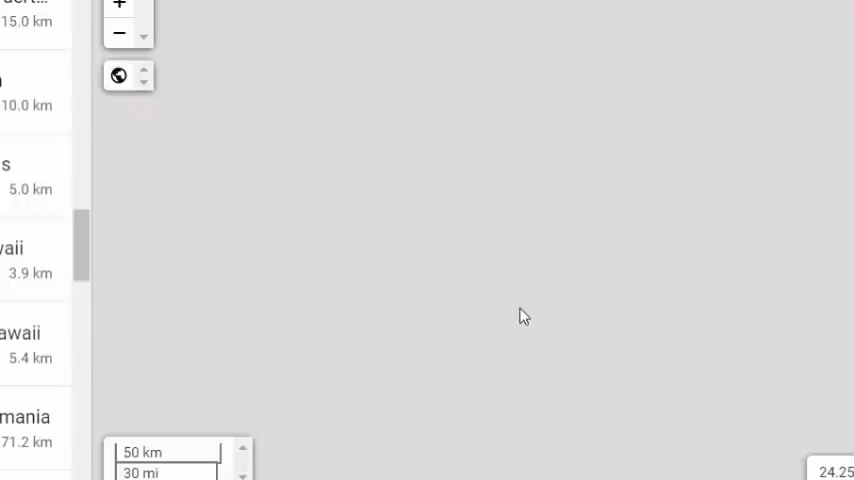 15.0 km
10.0 km
s
5.0 km
vaii
3.9 km
awaii
5.4 km
mania
71.2 km
+
−
50 km
30 mi
24.25